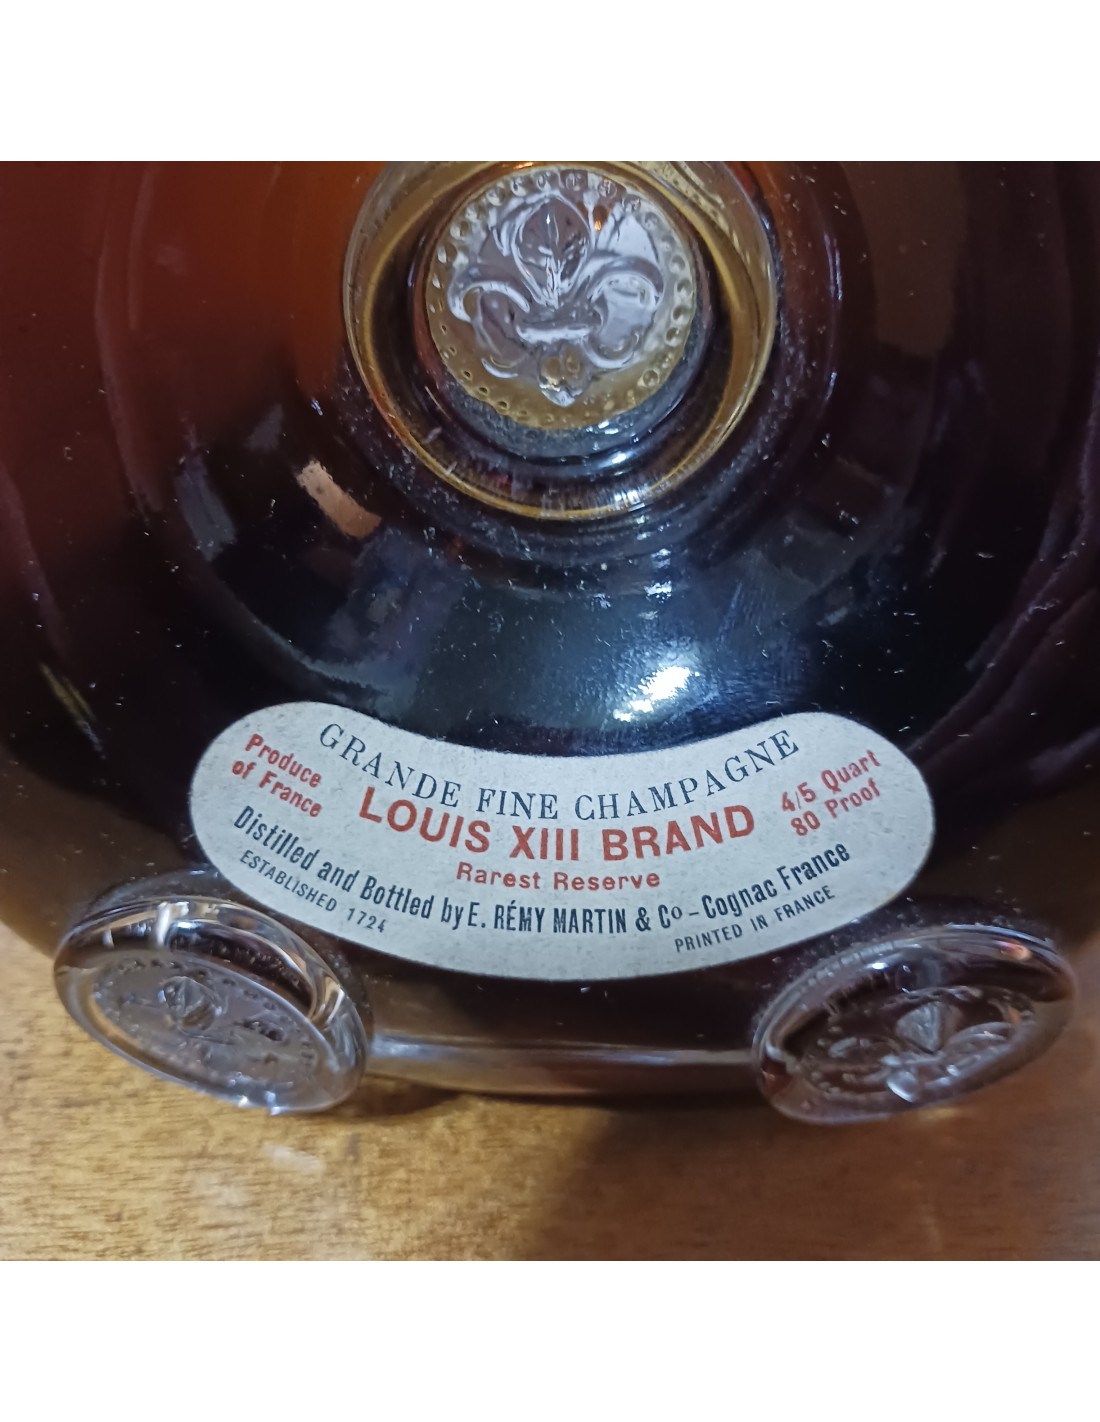 GRANDE FINE CHAMPAGNE
Produce
of France
LOUIS XIII BRAND
4/5 Quart
80 Proof
Rarest Reserve
Distilled and Bottled by E. RÉMY MARTIN & Co – Cognac France
ESTABLISHED 1724
PRINTED IN FRANCE